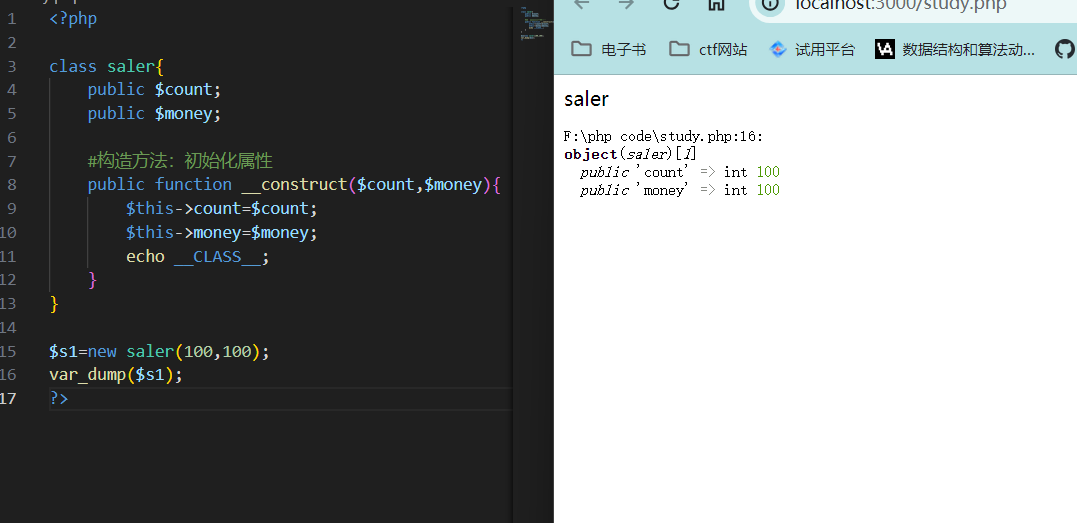 1 <?php
2
3 class saler{
4 public $count;
5 public $money;
6
7 #构造方法：初始化属性
8 public function __construct($count,$money){
9 $this->count=$count;
10 $this->money=$money;
11 echo __CLASS__;
12 }
13 }
14
15 $s1=new saler(100,100);
16 var_dump($s1);
17 ?>
localhost:3000/study.php
电子书 ctf网站 试用平台 VA 数据结构和算法动...
saler
F:\php code\study.php:16:
object(saler)[1]
public 'count' => int 100
public 'money' => int 100